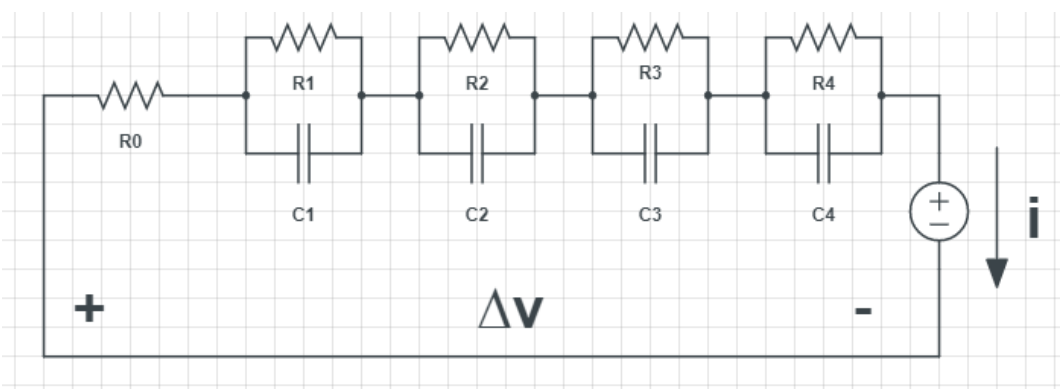 R1 R2 R3 R4
R0
C1 C2 C3 C4
+
−
i
+ Δv -